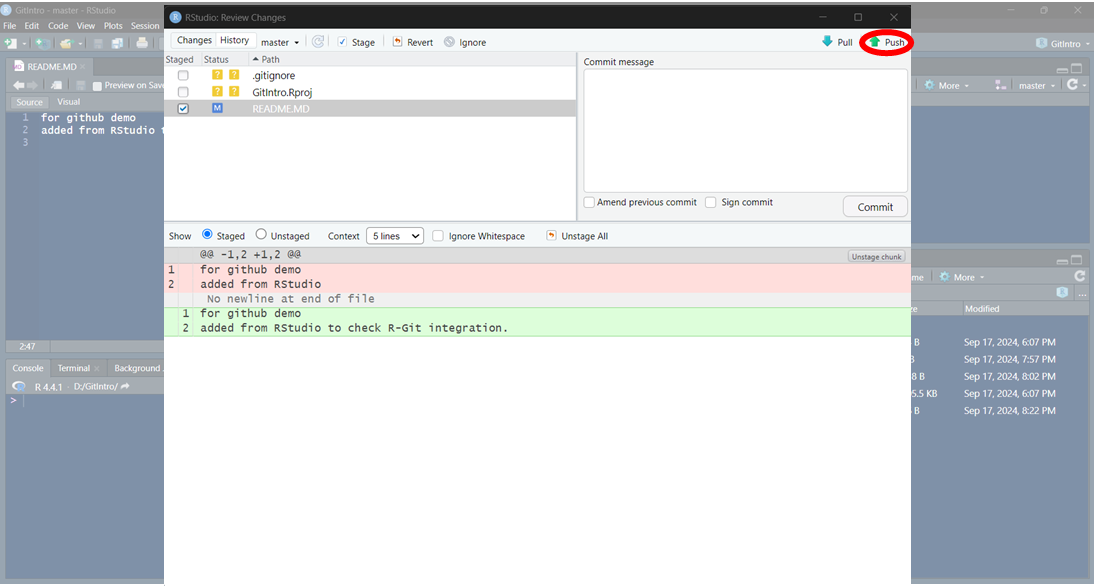 GitIntro - master - RStudio
File Edit Code View Plots Session
GitIntro
README.MD
Preview on Save
More master
Source Visual
1 for github demo
2 added from RStudio t
3
2:47
Console Terminal Background
R 4.4.1 · D:/GitIntro/
>
RStudio: Review Changes
Changes History master Stage Revert Ignore Pull Push
Staged Status Path
? ? .gitignore
? ? GitIntro.Rproj
M README.MD
Commit message
Amend previous commit Sign commit
Commit
Show Staged Unstaged Context 5 lines Ignore Whitespace Unstage All
@@ -1,2 +1,2 @@ Unstage chunk
1 for github demo
2 added from RStudio
No newline at end of file
1 for github demo
2 added from RStudio to check R-Git integration.
me More
ze Modified
B Sep 17, 2024, 6:07 PM
B Sep 17, 2024, 7:57 PM
8 B Sep 17, 2024, 8:02 PM
5.5 KB Sep 17, 2024, 6:07 PM
B Sep 17, 2024, 8:22 PM